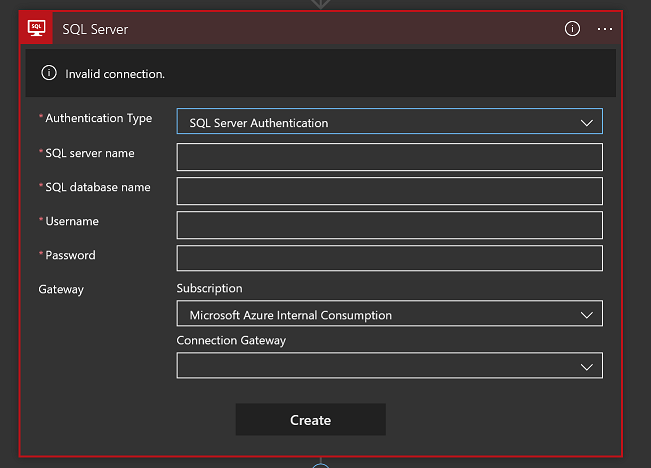 SQL
SQL Server
Invalid connection.
* Authentication Type
SQL Server Authentication
* SQL server name
* SQL database name
* Username
* Password
Gateway
Subscription
Microsoft Azure Internal Consumption
Connection Gateway
Create